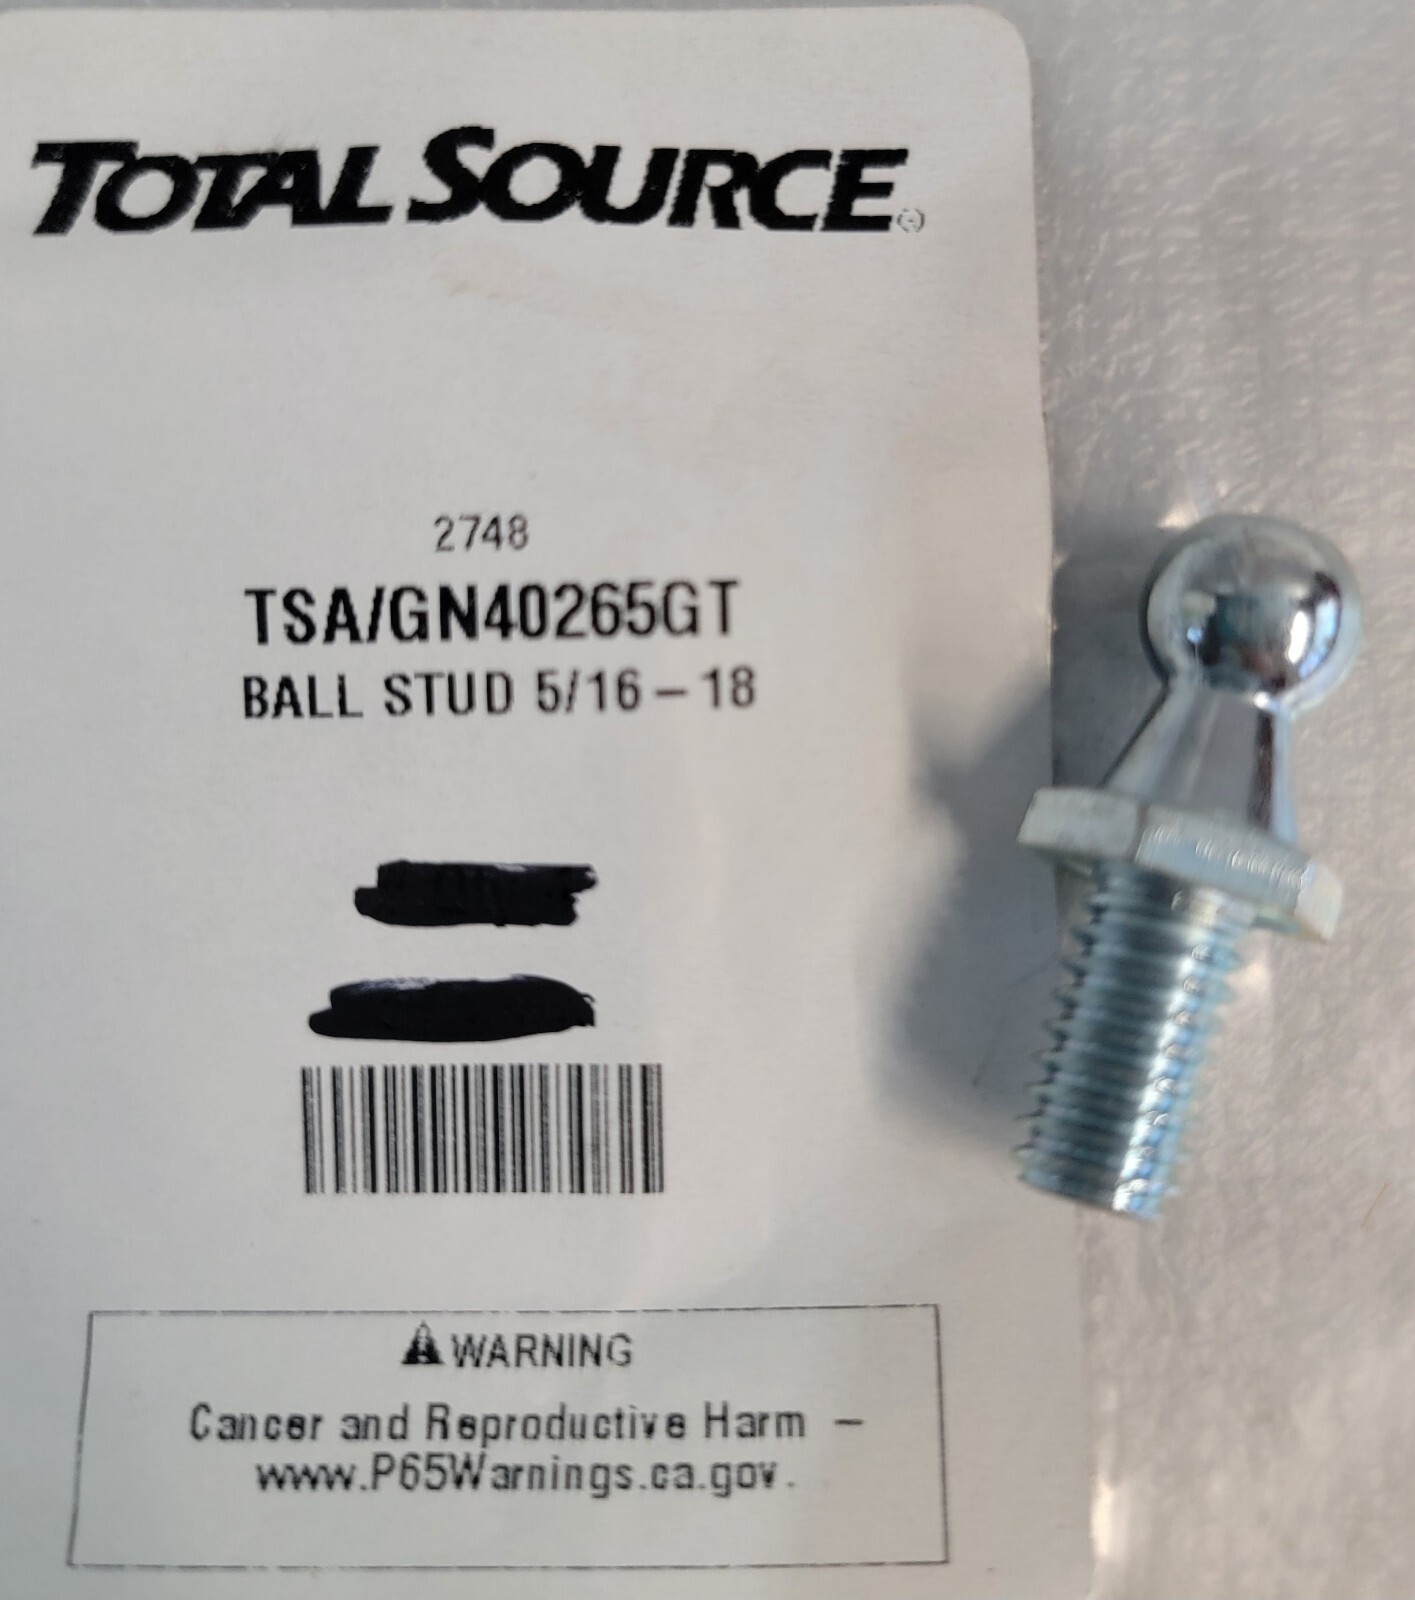 TOTAL SOURCE®
2748
TSA/GN40265GT
BALL STUD 5/16-18
WARNING
Cancer and Reproductive Harm -
www.P65Warnings.ca.gov.